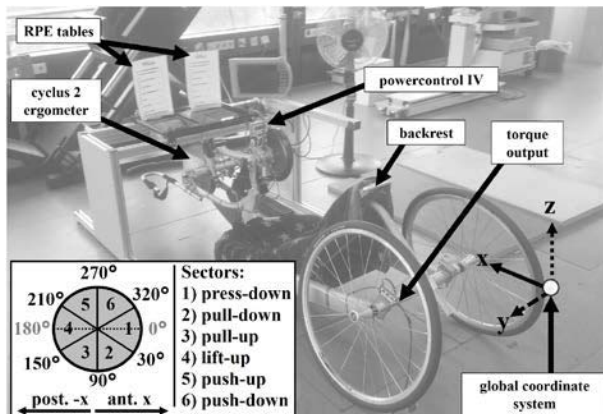 RPE tables
cyclus 2
ergometer
powercontrol IV
backrest
torque
output
z
x
y
global coordinate
system
270°
210°
320°
180°
0°
150°
30°
90°
5
6
4
1
3
2
post. -x
ant. x
Sectors:
1) press-down
2) pull-down
3) pull-up
4) lift-up
5) push-up
6) push-down